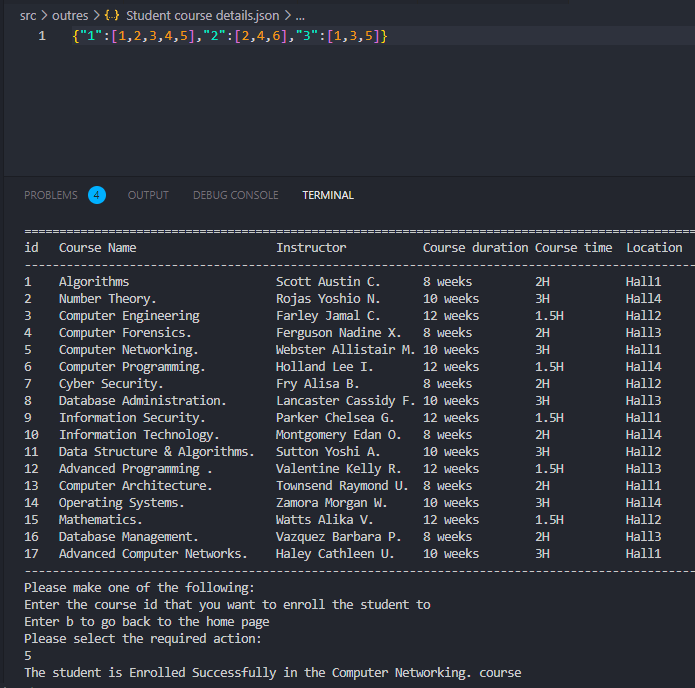 src > outres > {..} Student course details.json > ...
1 {"1":[1,2,3,4,5],"2":[2,4,6],"3":[1,3,5]}
PROBLEMS 4 OUTPUT DEBUG CONSOLE TERMINAL
================================================================================================
id Course Name Instructor Course duration Course time Location
------------------------------------------------------------------------------------------------
1 Algorithms Scott Austin C. 8 weeks 2H Hall1
2 Number Theory. Rojas Yoshio N. 10 weeks 3H Hall4
3 Computer Engineering Farley Jamal C. 12 weeks 1.5H Hall2
4 Computer Forensics. Ferguson Nadine X. 8 weeks 2H Hall3
5 Computer Networking. Webster Allistair M. 10 weeks 3H Hall1
6 Computer Programming. Holland Lee I. 12 weeks 1.5H Hall4
7 Cyber Security. Fry Alisa B. 8 weeks 2H Hall2
8 Database Administration. Lancaster Cassidy F. 10 weeks 3H Hall3
9 Information Security. Parker Chelsea G. 12 weeks 1.5H Hall1
10 Information Technology. Montgomery Edan O. 8 weeks 2H Hall4
11 Data Structure & Algorithms. Sutton Yoshi A. 10 weeks 3H Hall2
12 Advanced Programming . Valentine Kelly R. 12 weeks 1.5H Hall3
13 Computer Architecture. Townsend Raymond U. 8 weeks 2H Hall1
14 Operating Systems. Zamora Morgan W. 10 weeks 3H Hall4
15 Mathematics. Watts Alika V. 12 weeks 1.5H Hall2
16 Database Management. Vazquez Barbara P. 8 weeks 2H Hall3
17 Advanced Computer Networks. Haley Cathleen U. 10 weeks 3H Hall1
------------------------------------------------------------------------------------------------
Please make one of the following:
Enter the course id that you want to enroll the student to
Enter b to go back to the home page
Please select the required action:
5
The student is Enrolled Successfully in the Computer Networking. course